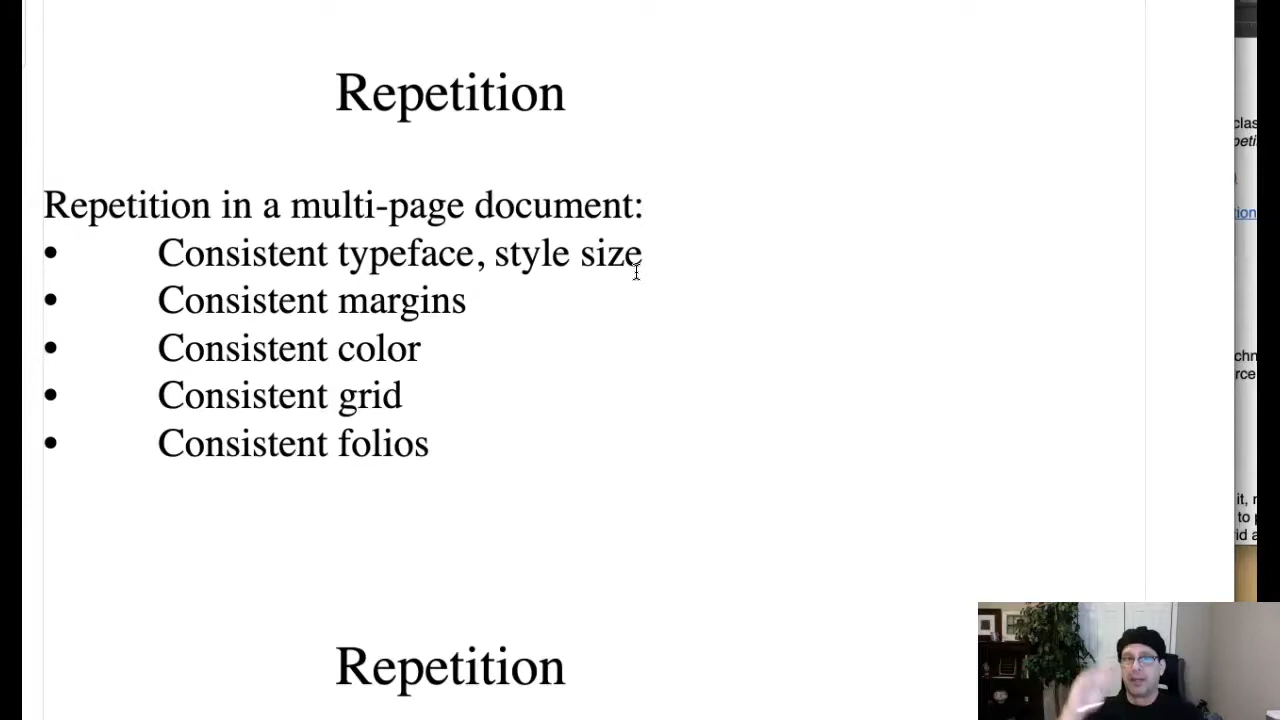 Repetition
Repetition in a multi-page document:
• Consistent typeface, style size
• Consistent margins
• Consistent color
• Consistent grid
• Consistent folios
Repetition